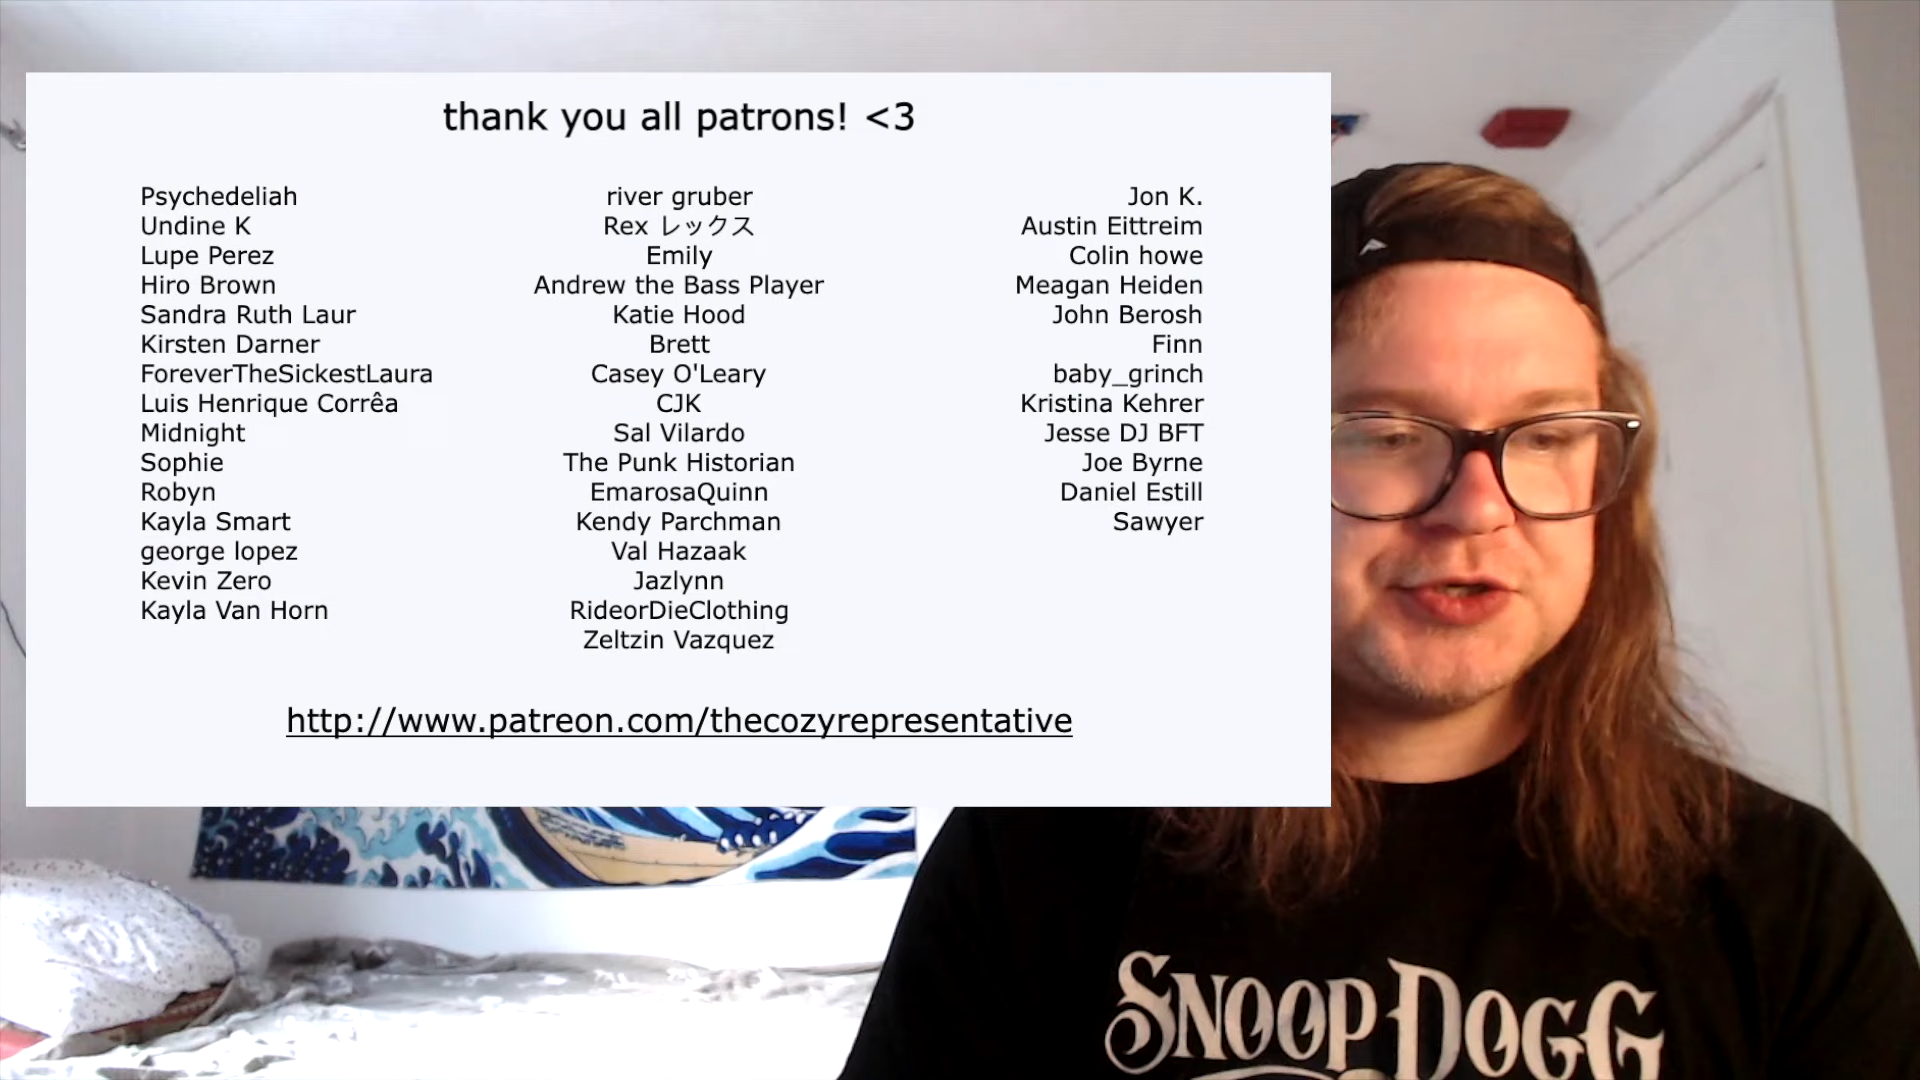 thank you all patrons! <3
Psychedeliah
Undine K
Lupe Perez
Hiro Brown
Sandra Ruth Laur
Kirsten Darner
ForeverTheSickestLaura
Luis Henrique Corrêa
Midnight
Sophie
Robyn
Kayla Smart
george lopez
Kevin Zero
Kayla Van Horn
river gruber
Rex レックス
Emily
Andrew the Bass Player
Katie Hood
Brett
Casey O'Leary
CJK
Sal Vilardo
The Punk Historian
EmarosaQuinn
Kendy Parchman
Val Hazaak
Jazlynn
RideorDieClothing
Zeltzin Vazquez
Jon K.
Austin Eittreim
Colin howe
Meagan Heiden
John Berosh
Finn
baby_grinch
Kristina Kehrer
Jesse DJ BFT
Joe Byrne
Daniel Estill
Sawyer
http://www.patreon.com/thecozyrepresentative
SNOOP DOGG